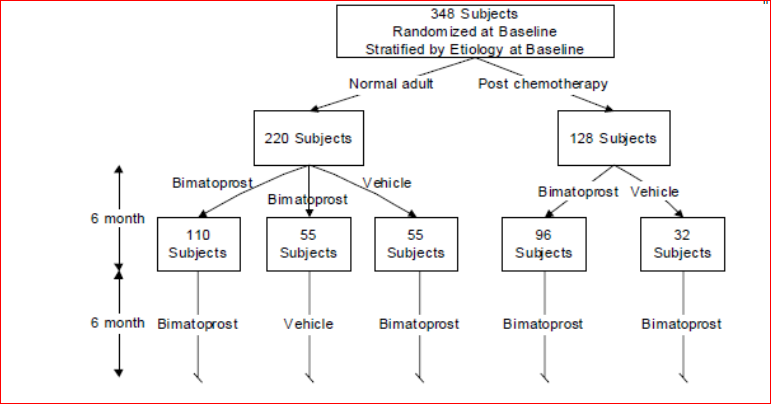 348 Subjects
Randomized at Baseline
Stratified by Etiology at Baseline
Normal adult
Post chemotherapy
220 Subjects
128 Subjects
Bimatoprost
Bimatoprost
Vehicle
Bimatoprost
Vehicle
6 month
110
Subjects
55
Subjects
55
Subjects
96
Subjects
32
Subjects
6 month
Bimatoprost
Vehicle
Bimatoprost
Bimatoprost
Bimatoprost